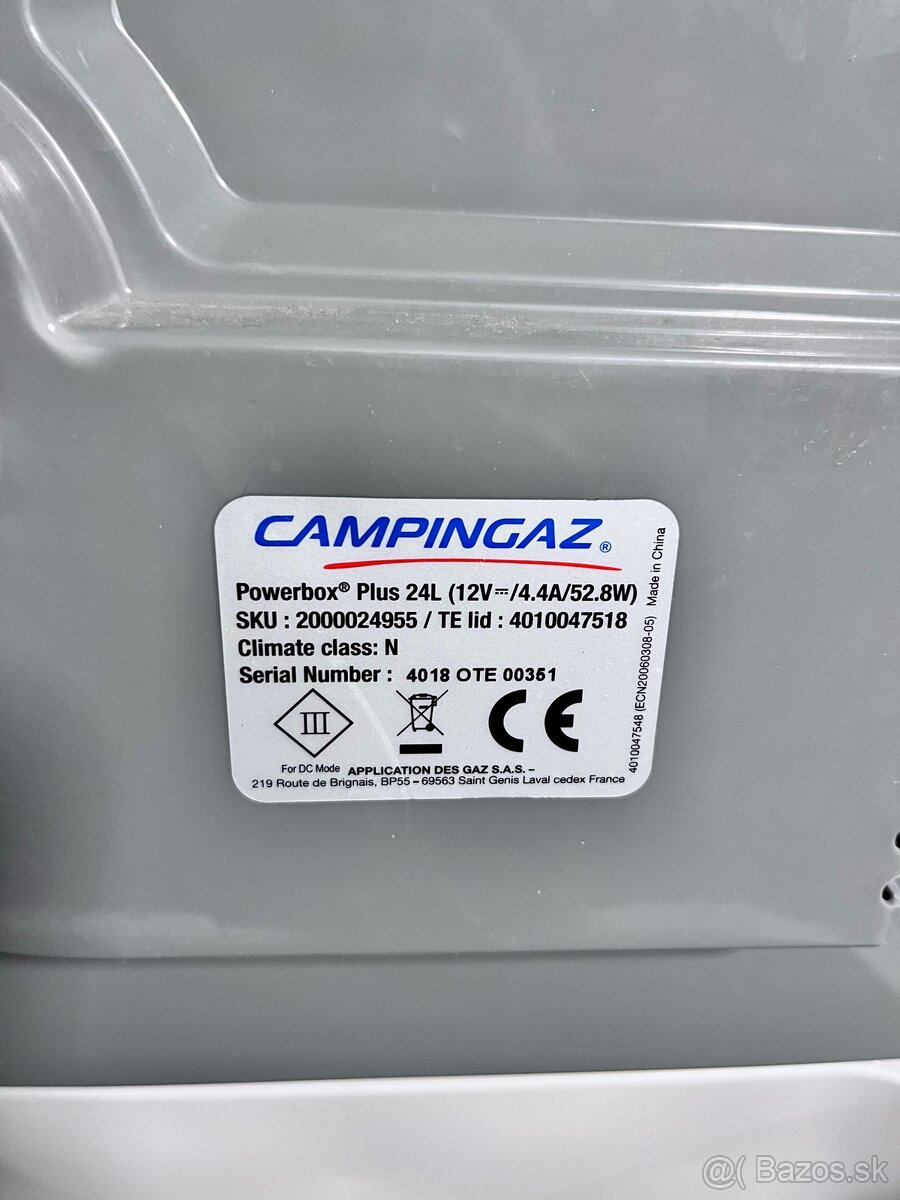 CAMPINGAZ®
Powerbox® Plus 24L (12V⎓/4.4A/52.8W)
SKU : 2000024955 / TE lid : 4010047518
Climate class: N
Serial Number : 4018 OTE 00351
III
CE
For DC Mode APPLICATION DES GAZ S.A.S. –
219 Route de Brignais, BP55 – 69563 Saint Genis Laval cedex France
4010047548 (ECN20060308-05) Made in China
@( Bazos.sk